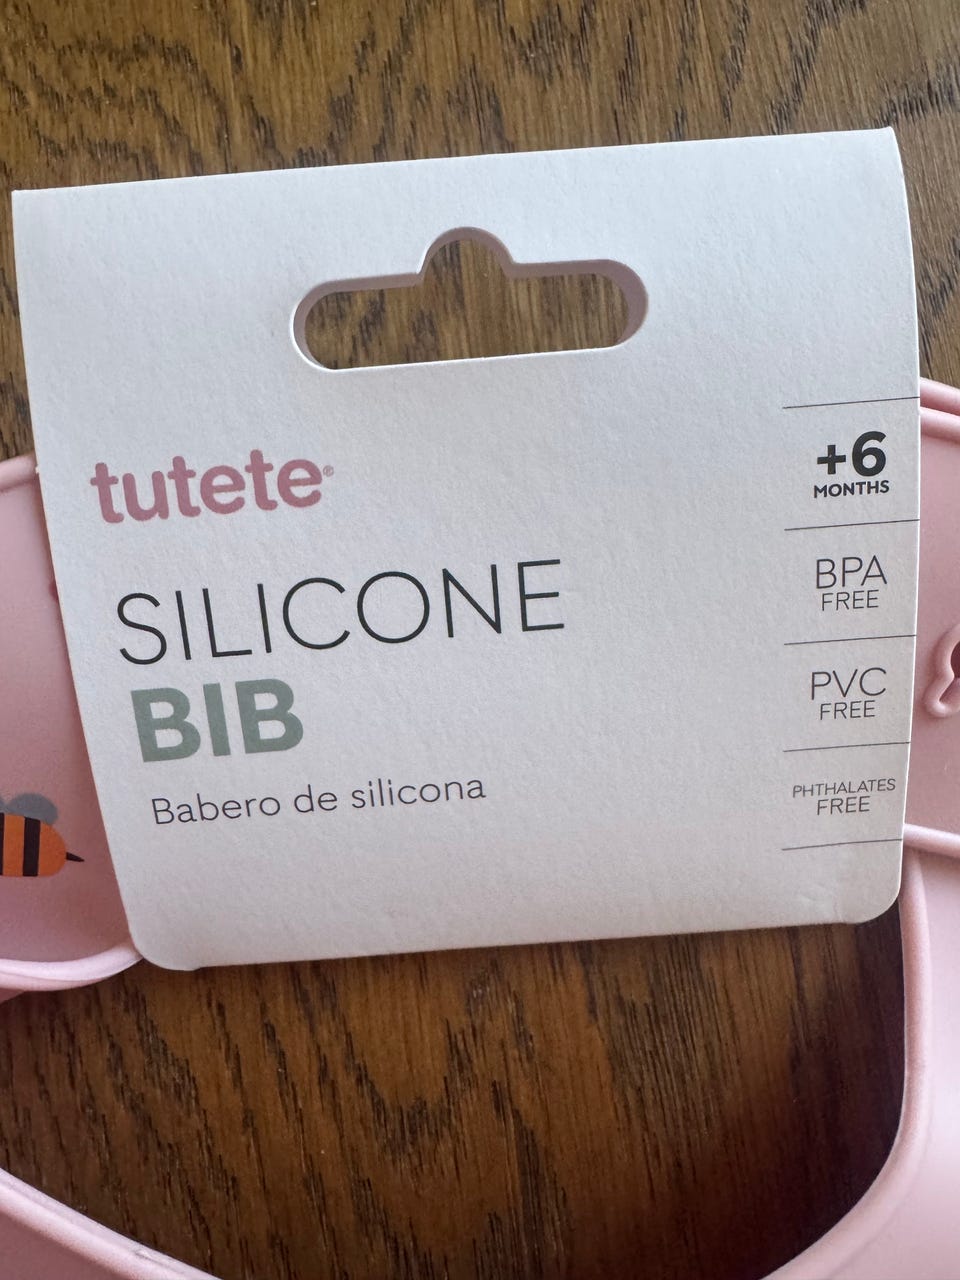 tutete®
SILICONE
BIB
Babero de silicona
+6
MONTHS
BPA
FREE
PVC
FREE
PHTHALATES
FREE